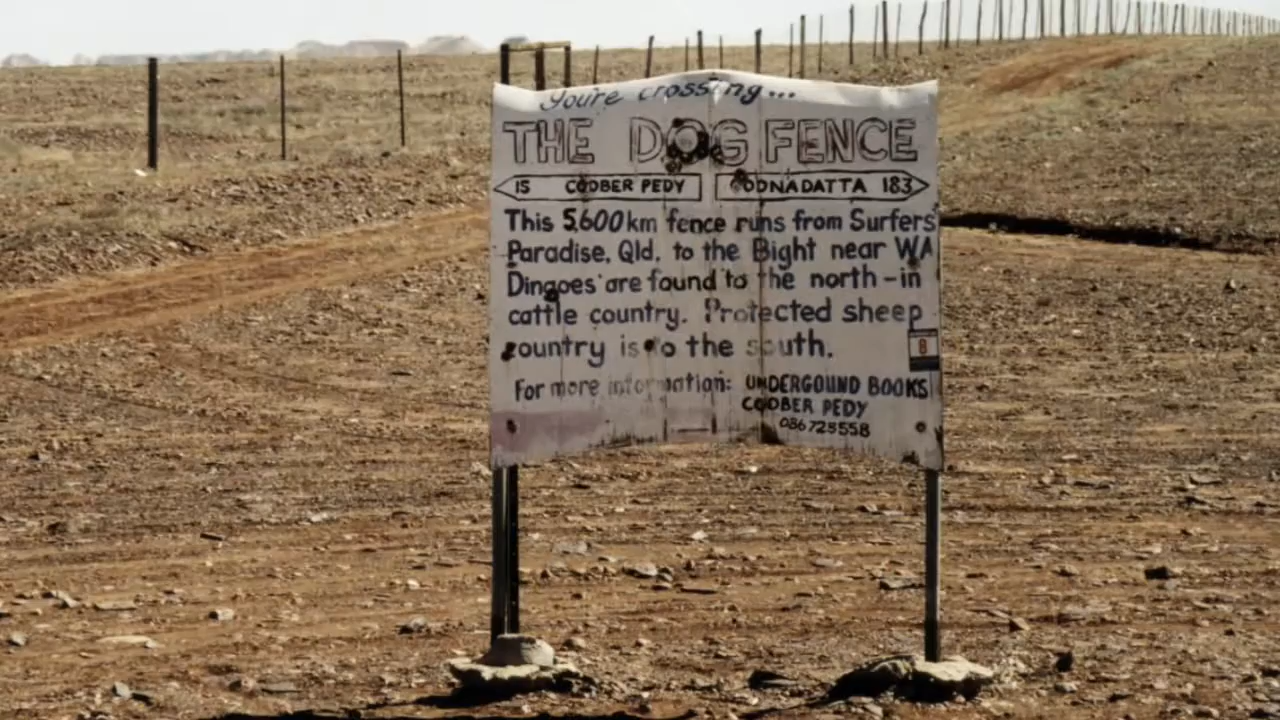 You're crossing...
THE DOG FENCE
15 COOBER PEDY
OODNADATTA 183
This 5,600km fence runs from Surfers
Paradise, Qld. to the Bight near WA
Dingoes are found to the north - in
cattle country. Protected sheep
country is to the south.
8
For more information: UNDERGOUND BOOKS
COOBER PEDY
086725558